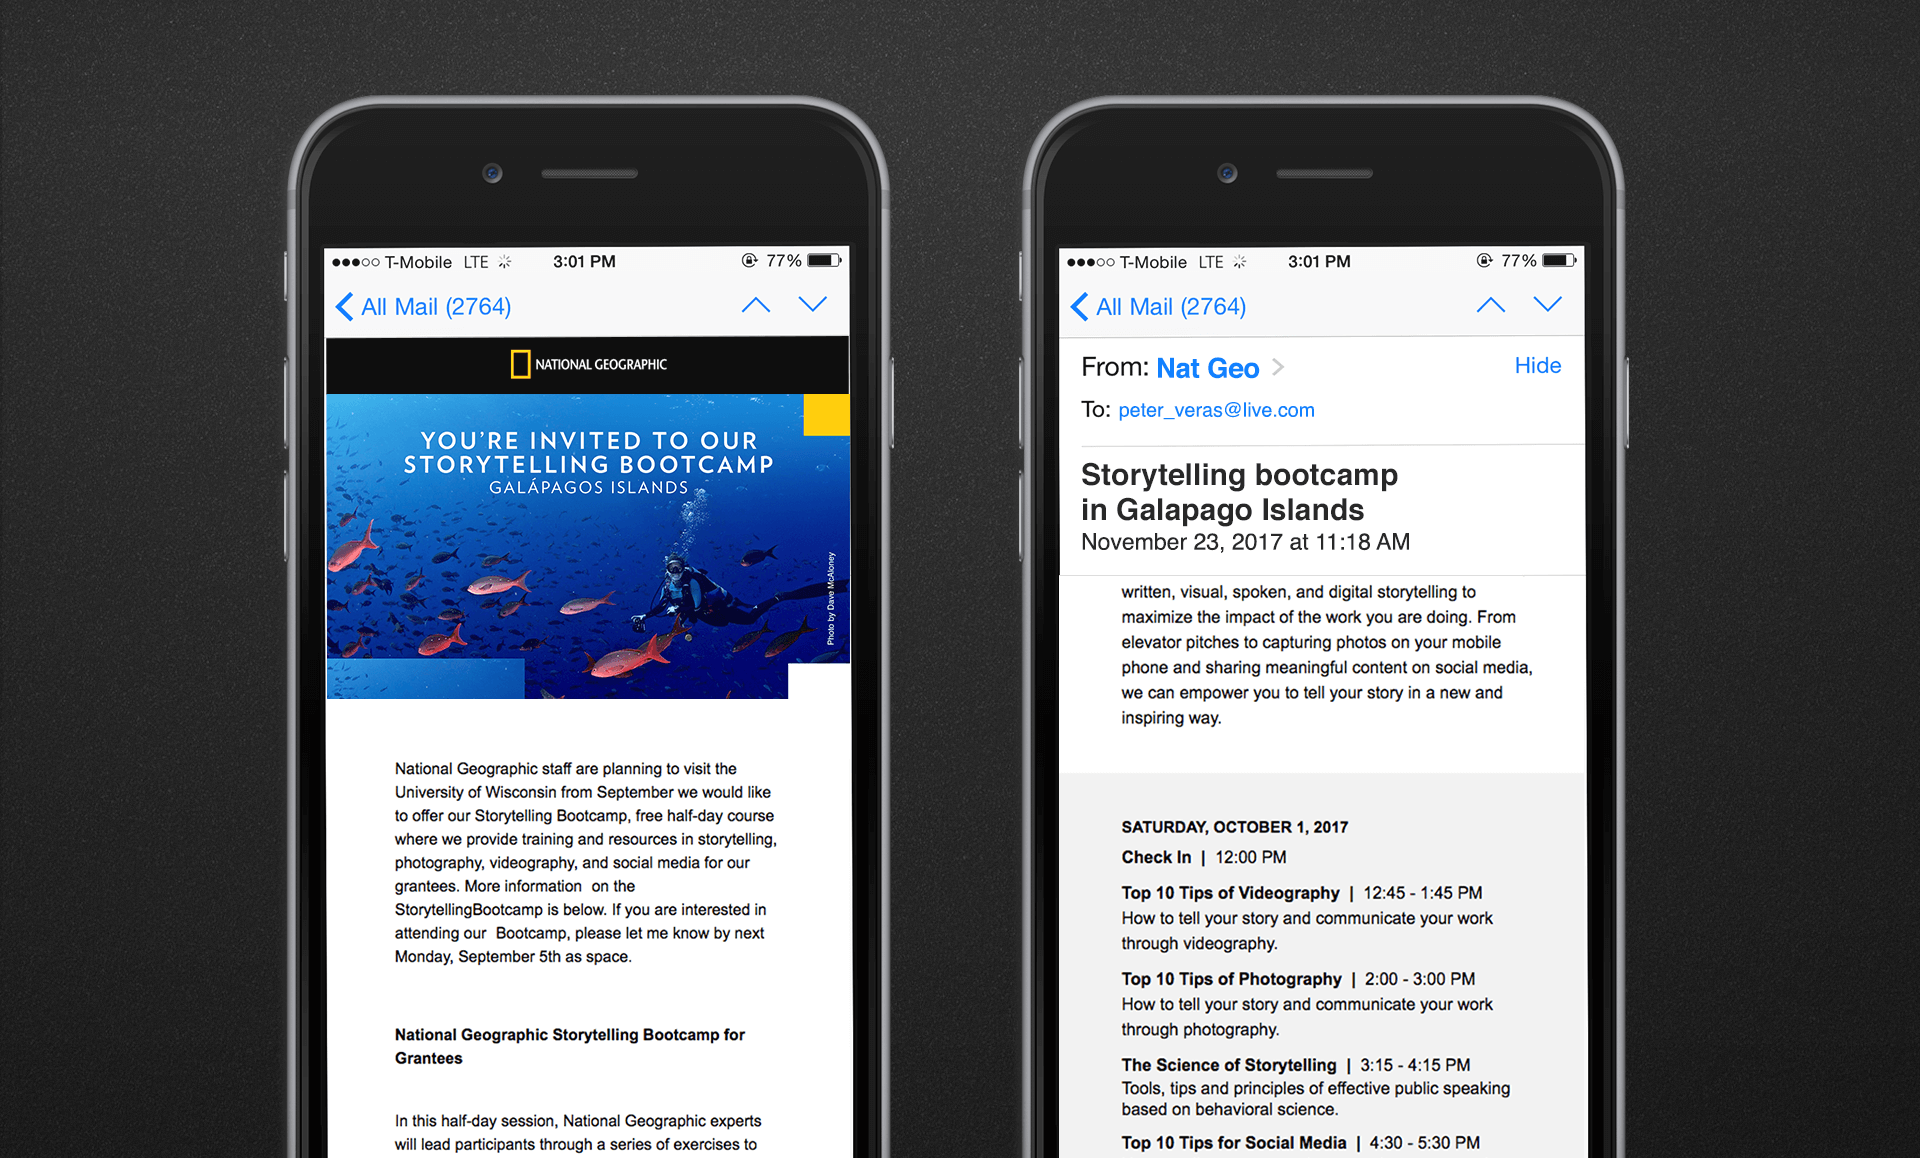 T-Mobile LTE 3:01 PM 77%
All Mail (2764)
NATIONAL GEOGRAPHIC
YOU'RE INVITED TO OUR
STORYTELLING BOOTCAMP
GALÁPAGOS ISLANDS
Photo by Dave McAloney
National Geographic staff are planning to visit the
University of Wisconsin from September we would like
to offer our Storytelling Bootcamp, free half-day course
where we provide training and resources in storytelling,
photography, videography, and social media for our
grantees. More information  on the
StorytellingBootcamp is below. If you are interested in
attending our  Bootcamp, please let me know by next
Monday, September 5th as space.
National Geographic Storytelling Bootcamp for
Grantees
In this half-day session, National Geographic experts
will lead participants through a series of exercises to
T-Mobile LTE 3:01 PM 77%
All Mail (2764)
From: Nat Geo Hide
To: peter_veras@live.com
Storytelling bootcamp
in Galapago Islands
November 23, 2017 at 11:18 AM
written, visual, spoken, and digital storytelling to
maximize the impact of the work you are doing. From
elevator pitches to capturing photos on your mobile
phone and sharing meaningful content on social media,
we can empower you to tell your story in a new and
inspiring way.
SATURDAY, OCTOBER 1, 2017
Check In | 12:00 PM
Top 10 Tips of Videography | 12:45 - 1:45 PM
How to tell your story and communicate your work
through videography.
Top 10 Tips of Photography | 2:00 - 3:00 PM
How to tell your story and communicate your work
through photography.
The Science of Storytelling | 3:15 - 4:15 PM
Tools, tips and principles of effective public speaking
based on behavioral science.
Top 10 Tips for Social Media | 4:30 - 5:30 PM